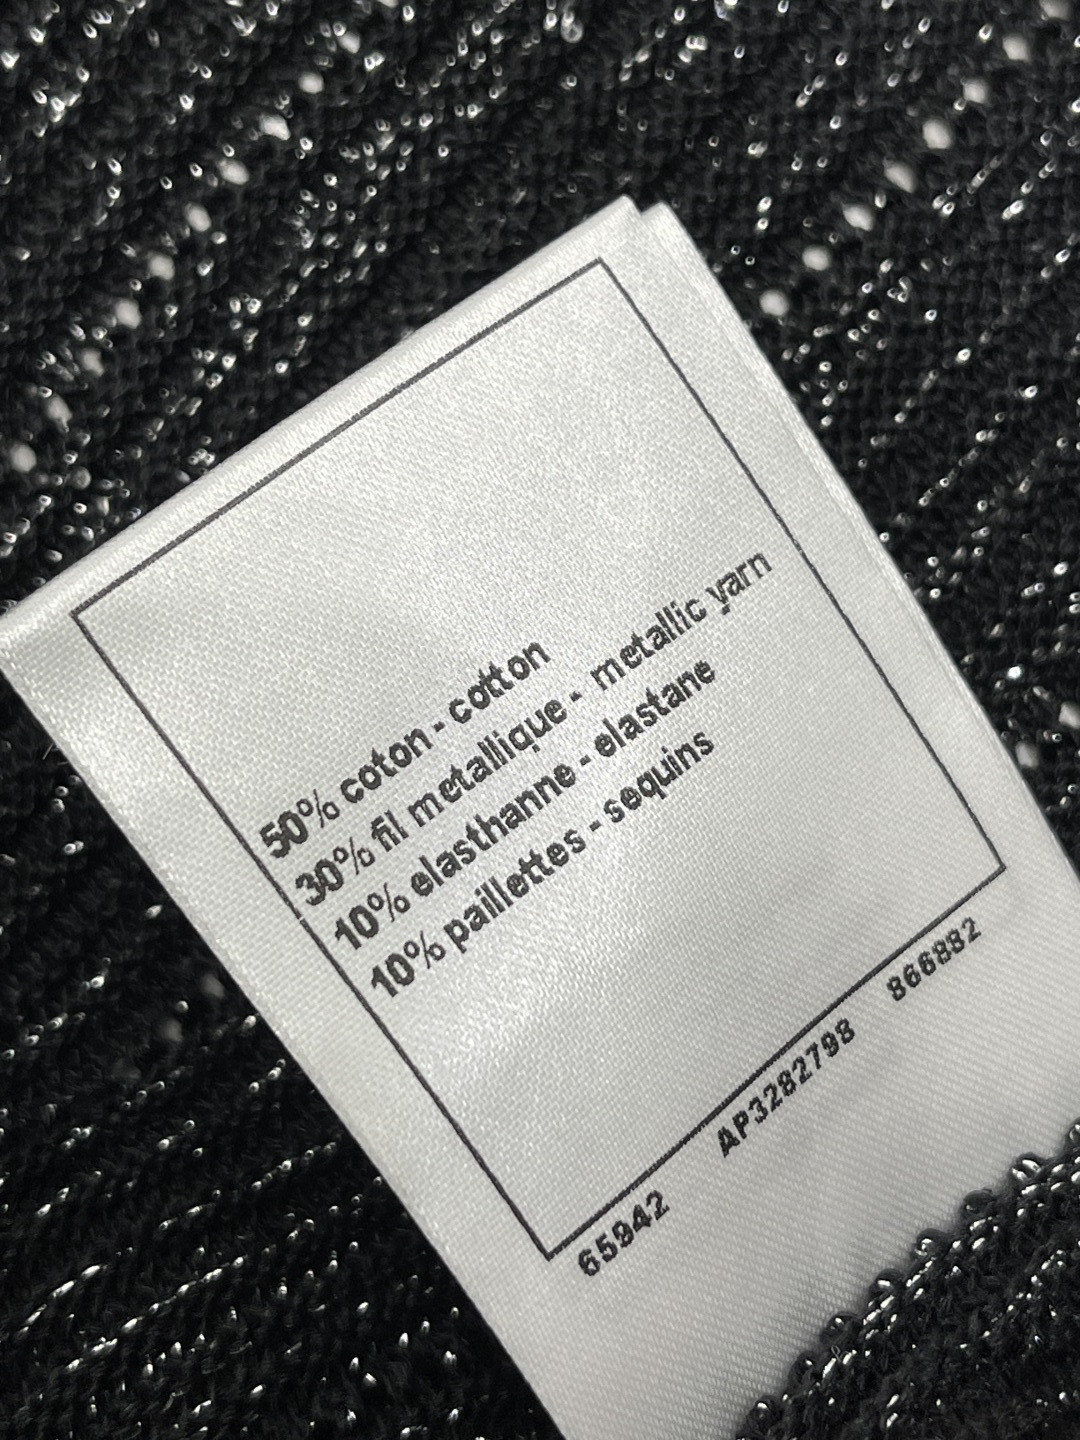 50% coton - cotton
30% fil metallique - metallic yarn
10% elasthanne - elastane
10% paillettes - sequins
65942 AP3282798 866882